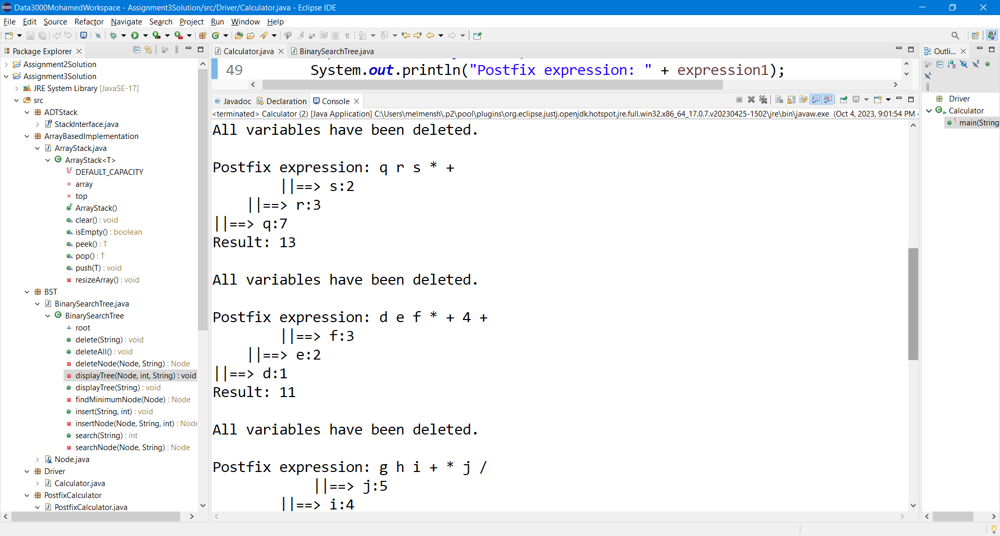 Data3000MohamedWorkspace - Assignment3Solution/src/Driver/Calculator.java - Eclipse IDE
File Edit Source Refactor Navigate Search Project Run Window Help
Package Explorer
Assignment2Solution
Assignment3Solution
JRE System Library [JavaSE-17]
src
ADTStack
StackInterface.java
ArrayBasedImplementation
ArrayStack.java
ArrayStack<T>
DEFAULT_CAPACITY
array
top
ArrayStack()
clear() : void
isEmpty() : boolean
peek() : T
pop() : T
push(T) : void
resizeArray() : void
BST
BinarySearchTree.java
BinarySearchTree
root
delete(String) : void
deleteAll() : void
deleteNode(Node, String) : Node
displayTree(Node, int, String) : void
displayTree(String) : void
findMinimumNode(Node) : Node
insert(String, int) : void
insertNode(Node, String, int) : Node
search(String) : int
searchNode(Node, String) : Node
Node.java
Driver
Calculator.java
PostfixCalculator
PostfixCalculator.java
Calculator.java BinarySearchTree.java
49 System.out.println("Postfix expression: " + expression1);
Javadoc Declaration Console
<terminated> Calculator (2) [Java Application] C:\Users\melmensh\.p2\pool\plugins\org.eclipse.justj.openjdk.hotspot.jre.full.win32.x86_64_17.0.7.v20230425-1502\jre\bin\javaw.exe (Oct 4, 2023, 9:01:54 PM -
All variables have been deleted.
Postfix expression: q r s * +
||==> s:2
||==> r:3
||==> q:7
Result: 13
All variables have been deleted.
Postfix expression: d e f * + 4 +
||==> f:3
||==> e:2
||==> d:1
Result: 11
All variables have been deleted.
Postfix expression: g h i + * j /
||==> j:5
||==> i:4
Outli...
Driver
Calculator
main(String